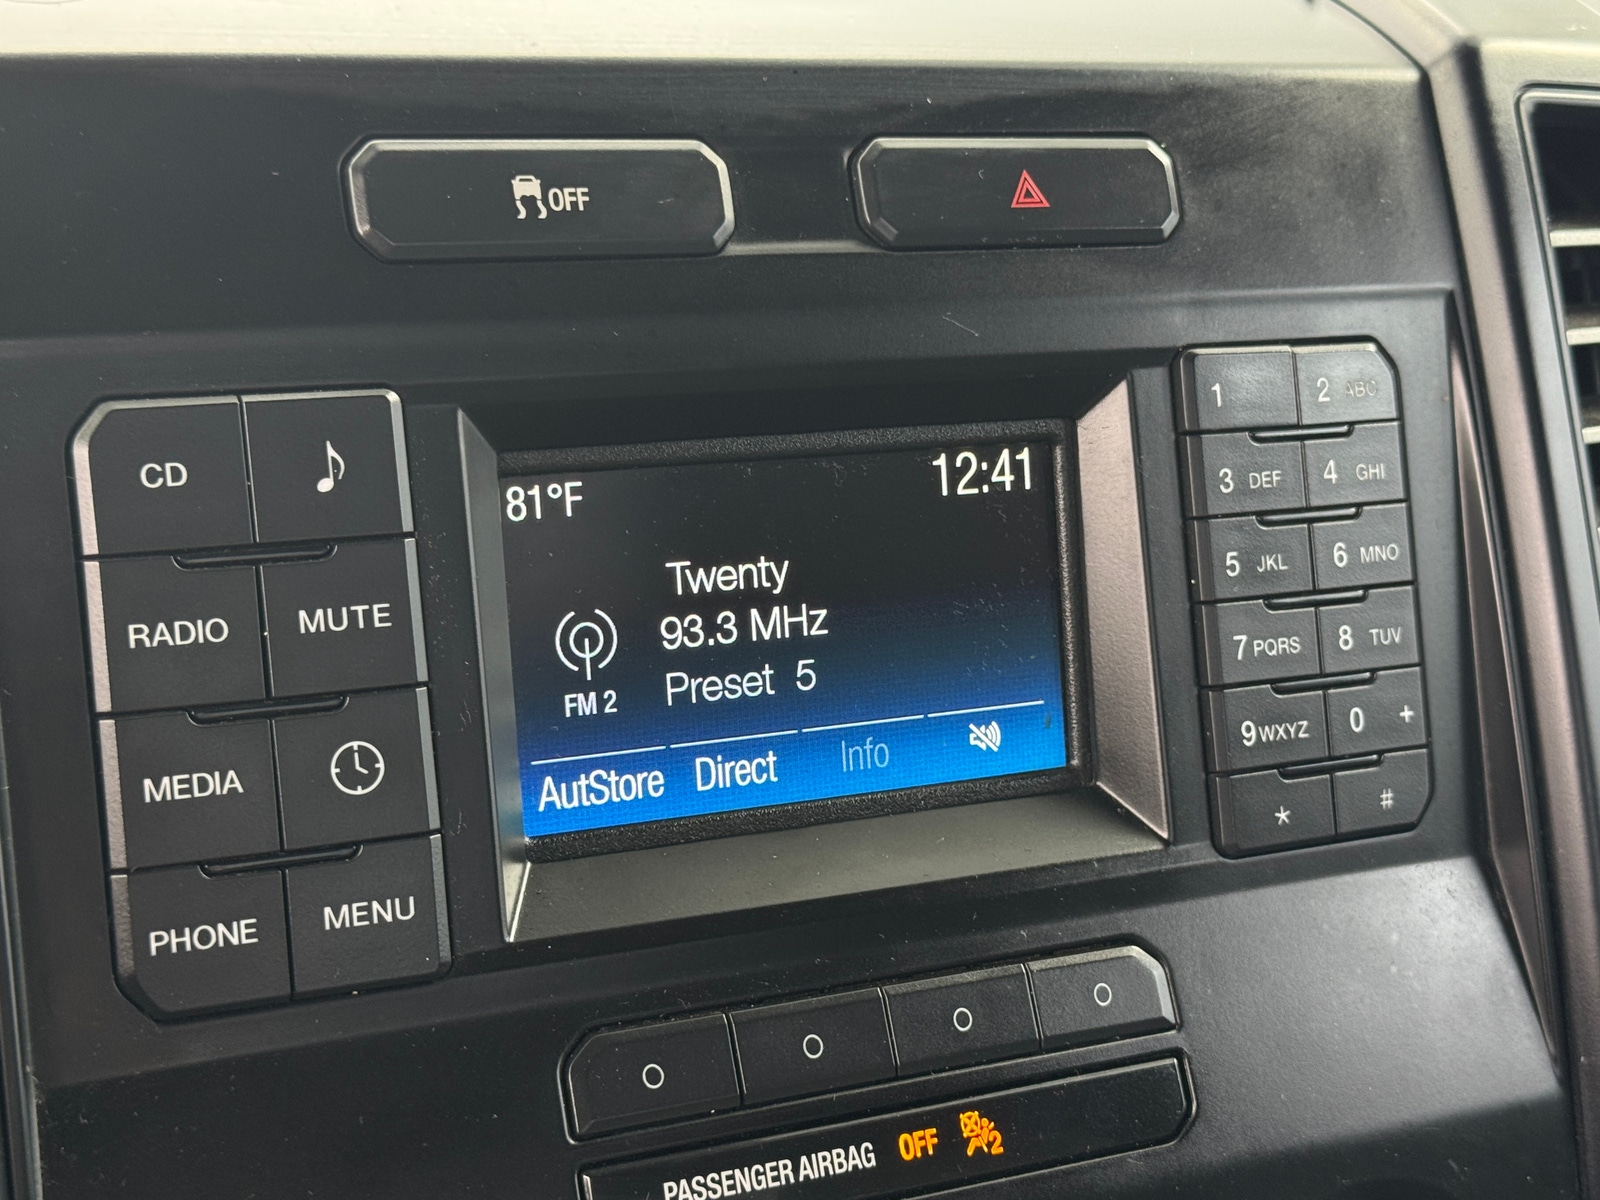 OFF
CD
RADIO
MUTE
MEDIA
PHONE
MENU
81°F
12:41
Twenty
93.3 MHz
Preset 5
FM 2
AutStore
Direct
Info
1
2 ABC
3 DEF
4 GHI
5 JKL
6 MNO
7 PQRS
8 TUV
9 WXYZ
0 +
*
#
PASSENGER AIRBAG OFF 2